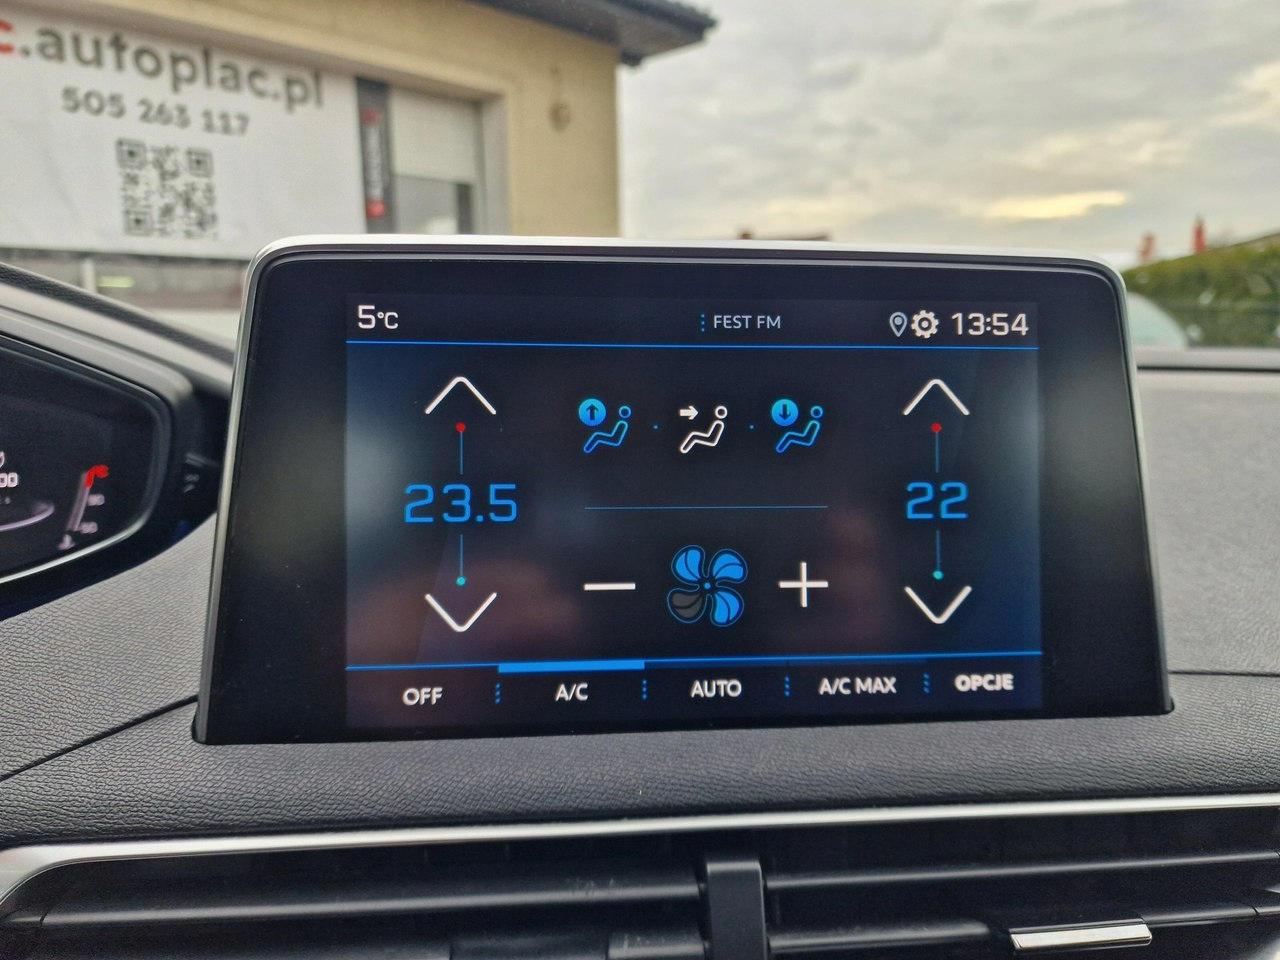 c.autoplac.pl
505 263 117
5°C
FEST FM
13:54
23.5
22
OFF
A/C
AUTO
A/C MAX
OPCJE